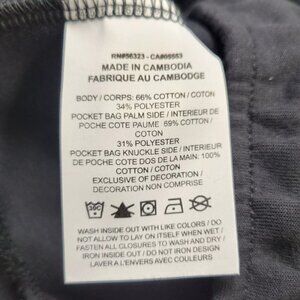 RN#56323 - CA#05553
MADE IN CAMBODIA
FABRIQUE AU CAMBODGE
BODY / CORPS: 66% COTTON / COTON
34% POLYESTER
POCKET BAG PALM SIDE / INTERIEUR DE
POCHE COTE PAUME 69% COTTON /
COTON
31% POLYESTER
POCKET BAG KNUCKLE SIDE / INTERIEUR
DE POCHE COTE DOS DE LA MAIN: 100%
COTTON / COTON
EXCLUSIVE OF DECORATION /
DECORATION NON COMPRISE
WASH INSIDE OUT WITH LIKE COLORS / DO
NOT ALLOW TO LAY ON ITSELF WHEN WET /
FASTEN ALL CLOSURES TO WASH AND DRY /
IRON INSIDE OUT / DO NOT IRON DESIGN
LAVER A L'ENVERS AVEC COULEURS